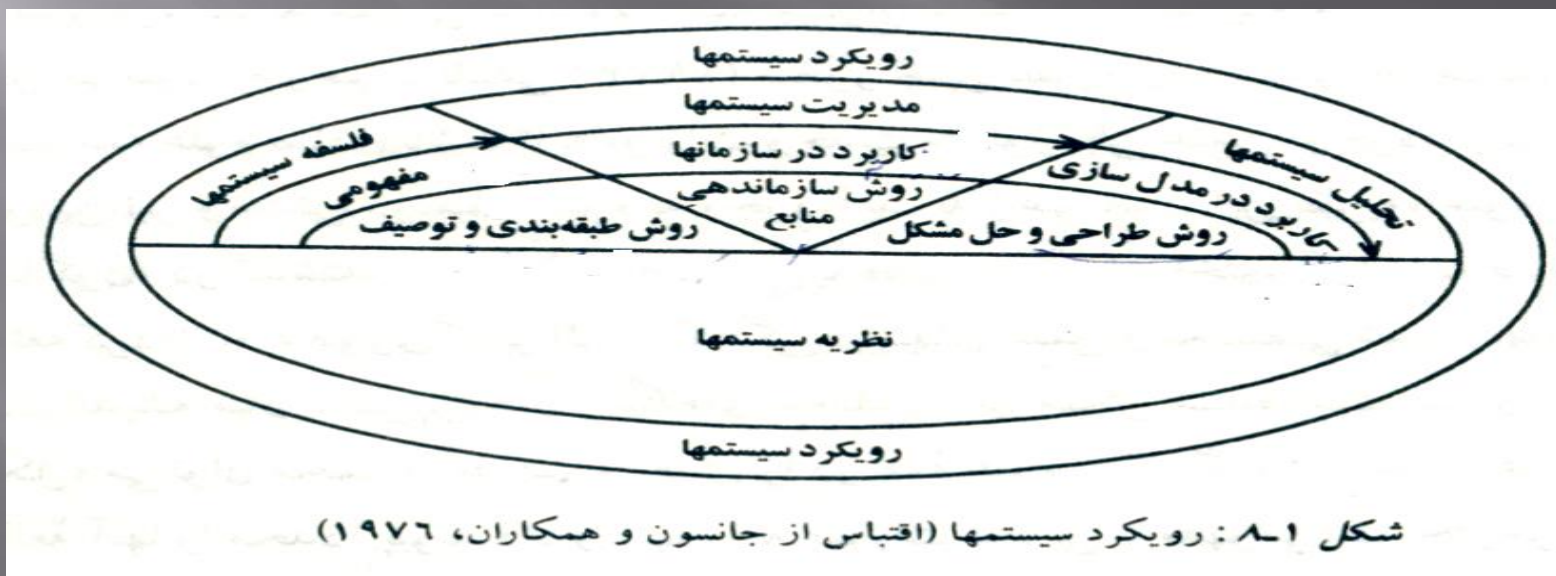 رویکرد سیستمها
مدیریت سیستمها
فلسفه سیستمها
تحلیل سیستمها
کاربرد در سازمانها
مفهومی
کاربرد در مدل سازی
روش سازماندهی
منابع
روش طبقه‌بندی و توصیف
روش طراحی و حل مشکل
نظریه سیستمها
رویکرد سیستمها
شکل ۱-۸ : رویکرد سیستمها (اقتباس از جانسون و همکاران، ۱۹۷۶)